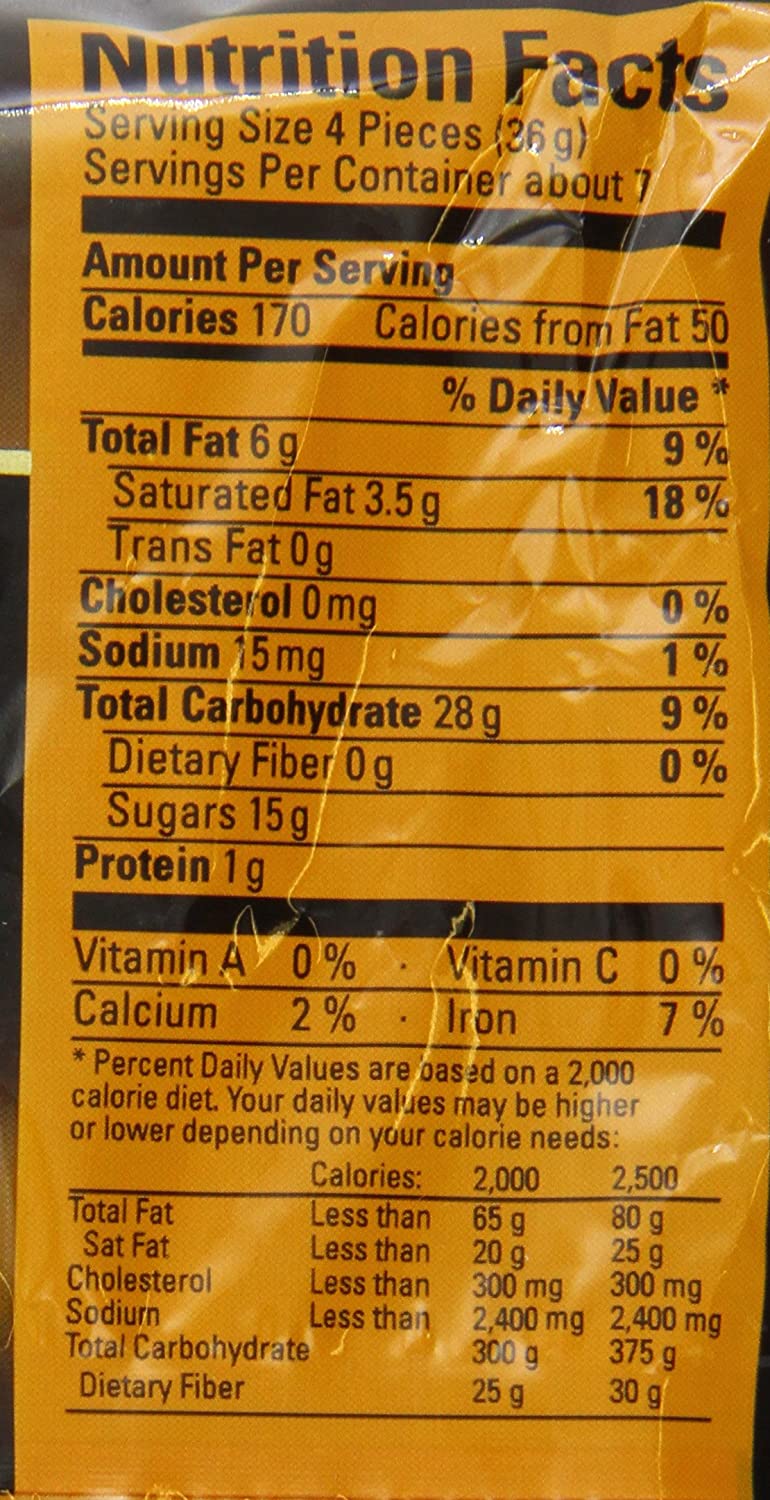 Nutrition Facts
Serving Size 4 Pieces (36 g)
Servings Per Container about 7
Amount Per Serving
Calories 170 Calories from Fat 50
% Daily Value *
Total Fat 6 g 9 %
Saturated Fat 3.5 g 18 %
Trans Fat 0 g
Cholesterol 0 mg 0 %
Sodium 15 mg 1 %
Total Carbohydrate 28 g 9 %
Dietary Fiber 0 g 0 %
Sugars 15 g
Protein 1 g
Vitamin A 0 % · Vitamin C 0 %
Calcium 2 % · Iron 7 %
* Percent Daily Values are based on a 2,000
calorie diet. Your daily values may be higher
or lower depending on your calorie needs:
Calories: 2,000 2,500
Total Fat Less than 65 g 80 g
Sat Fat Less than 20 g 25 g
Cholesterol Less than 300 mg 300 mg
Sodium Less than 2,400 mg 2,400 mg
Total Carbohydrate 300 g 375 g
Dietary Fiber 25 g 30 g